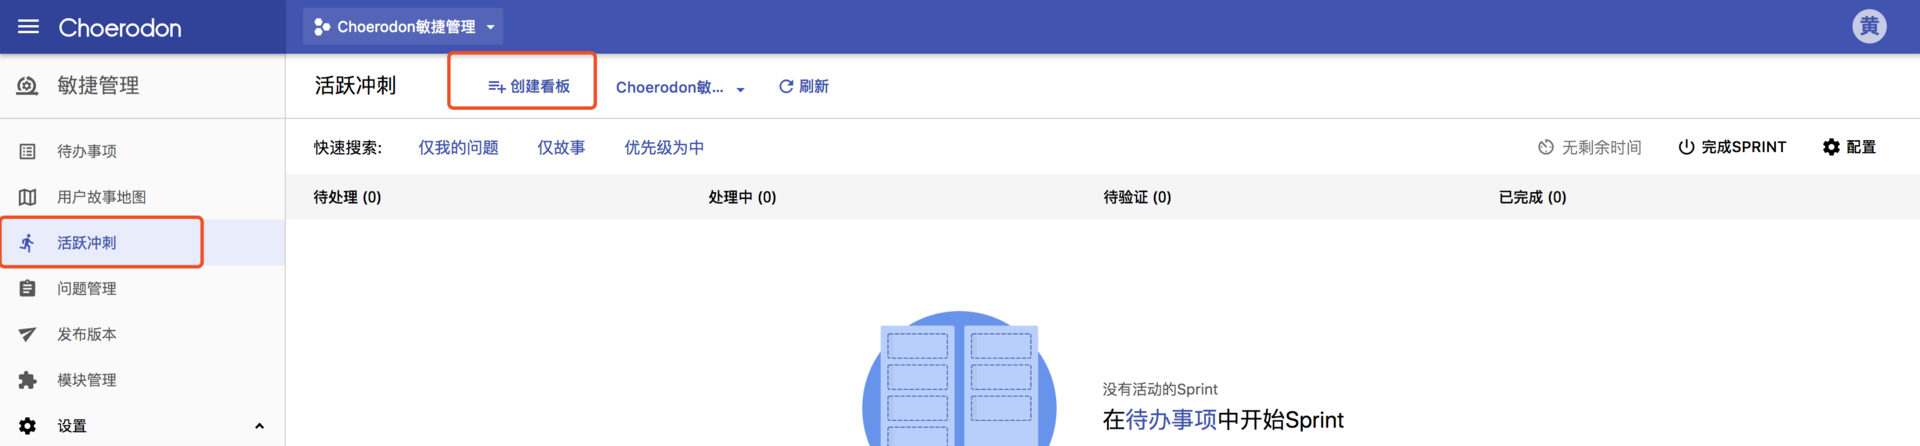 Choerodon
Choerodon敏捷管理
黄
敏捷管理
活跃冲刺
创建看板
Choerodon敏...
刷新
待办事项
用户故事地图
活跃冲刺
问题管理
发布版本
模块管理
设置
快速搜索:
仅我的问题
仅故事
优先级为中
无剩余时间
完成SPRINT
配置
待处理 (0)
处理中 (0)
待验证 (0)
已完成 (0)
没有活动的Sprint
在待办事项中开始Sprint